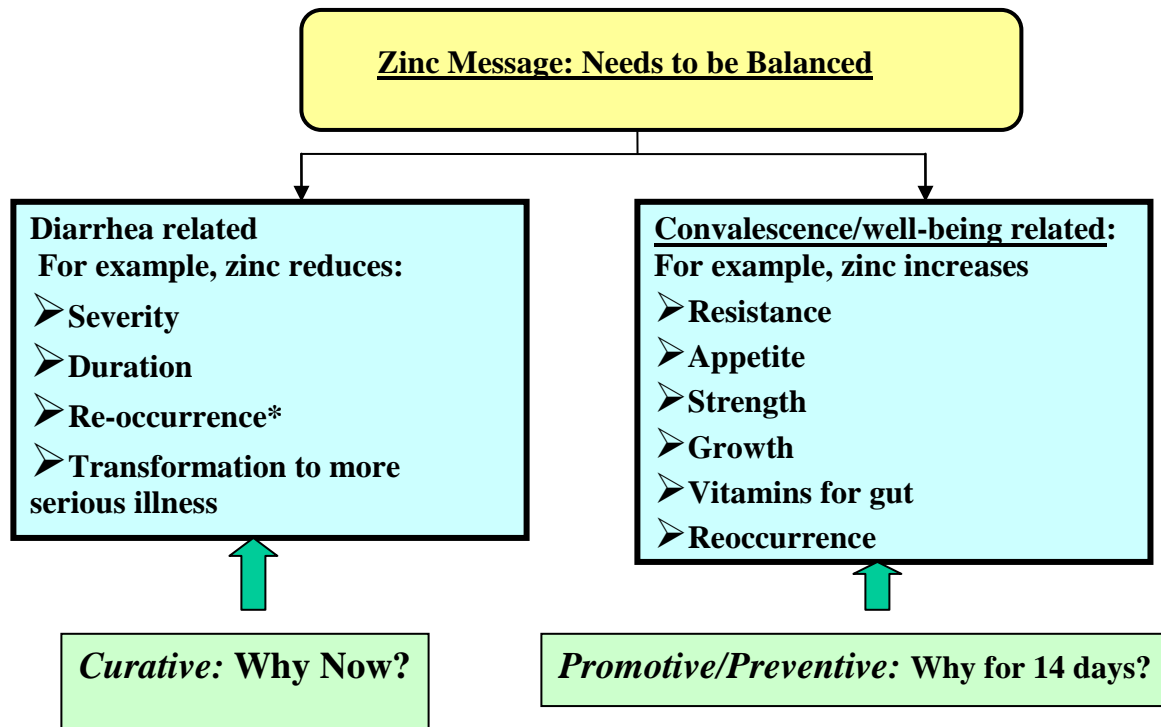 Zinc Message: Needs to be Balanced
Diarrhea related
For example, zinc reduces:
➢Severity
➢Duration
➢Re-occurrence*
➢Transformation to more
serious illness
Convalescence/well-being related:
For example, zinc increases
➢Resistance
➢Appetite
➢Strength
➢Growth
➢Vitamins for gut
➢Reoccurrence
Curative: Why Now?
Promotive/Preventive: Why for 14 days?